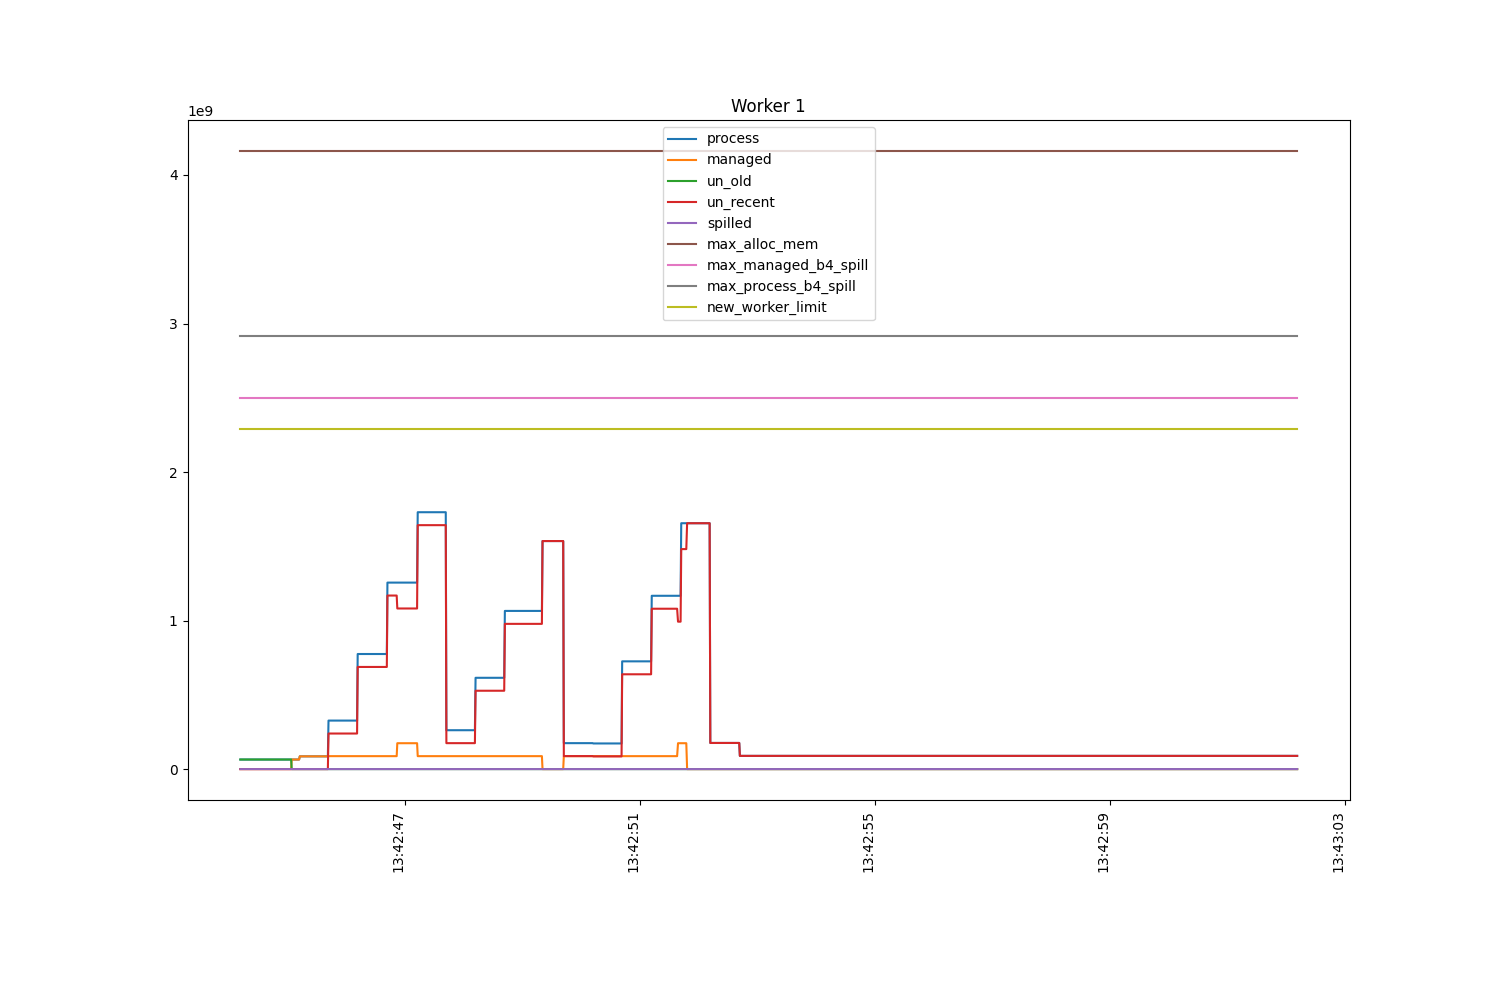 Worker 1
1e9
process
managed
un_old
un_recent
spilled
max_alloc_mem
max_managed_b4_spill
max_process_b4_spill
new_worker_limit
4
3
2
1
0
13:42:47
13:42:51
13:42:55
13:42:59
13:43:03